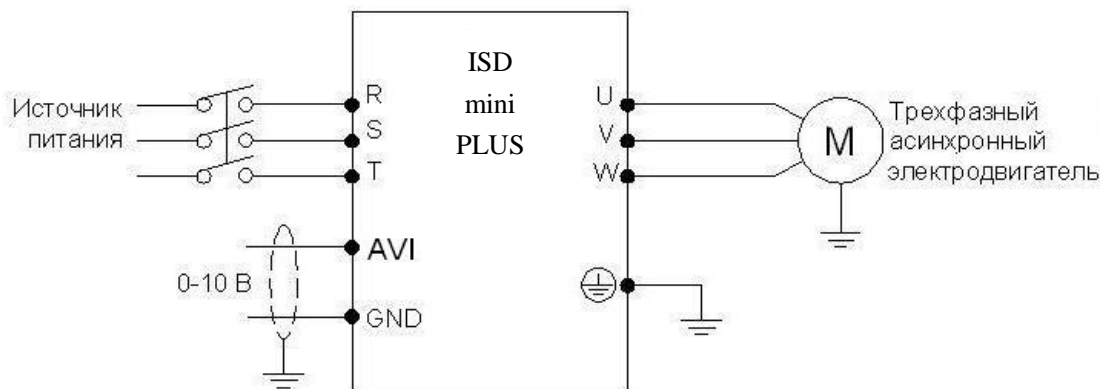 ISD
mini
PLUS
Источник
питания
R
S
T
AVI
0-10 В
GND
U
V
W
M
Трехфазный
асинхронный
электродвигатель